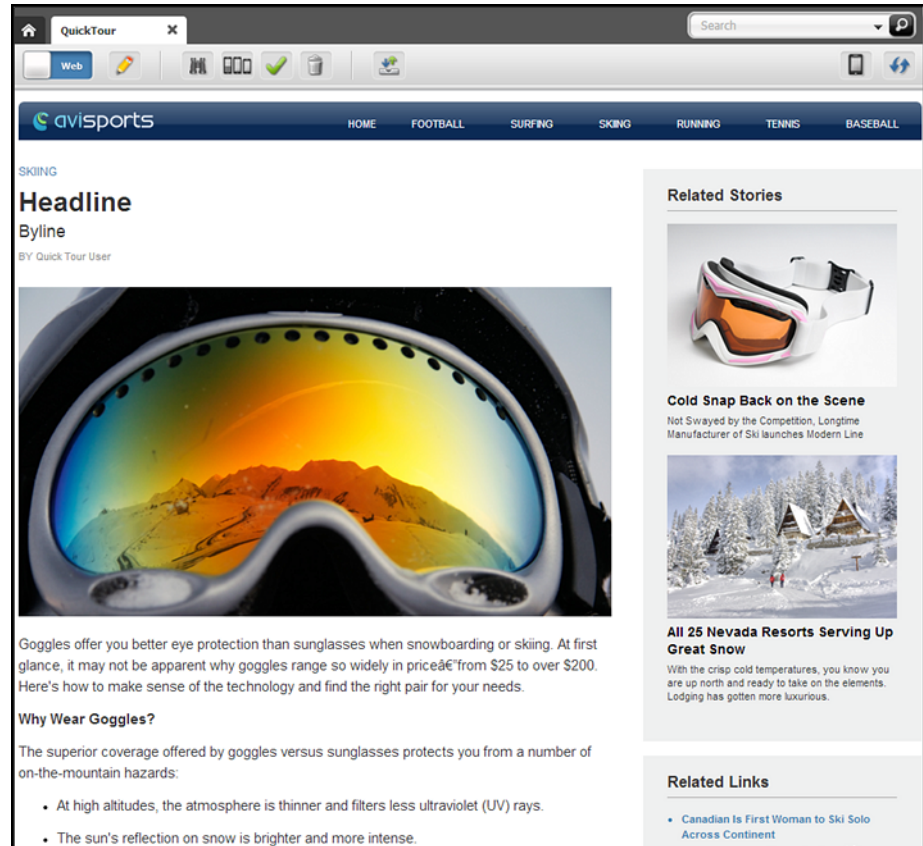 QuickTour
Search
Web
avisports
HOME FOOTBALL SURFING SKIING RUNNING TENNIS BASEBALL
SKIING
Headline
Byline
BY Quick Tour User
Goggles offer you better eye protection than sunglasses when snowboarding or skiing. At first
glance, it may not be apparent why goggles range so widely in priceâ€"from $25 to over $200.
Here's how to make sense of the technology and find the right pair for your needs.
Why Wear Goggles?
The superior coverage offered by goggles versus sunglasses protects you from a number of
on-the-mountain hazards:
• At high altitudes, the atmosphere is thinner and filters less ultraviolet (UV) rays.
• The sun's reflection on snow is brighter and more intense.
Related Stories
Cold Snap Back on the Scene
Not Swayed by the Competition, Longtime
Manufacturer of Ski launches Modern Line
All 25 Nevada Resorts Serving Up
Great Snow
With the crisp cold temperatures, you know you
are up north and ready to take on the elements.
Lodging has gotten more luxurious.
Related Links
• Canadian Is First Woman to Ski Solo
Across Continent